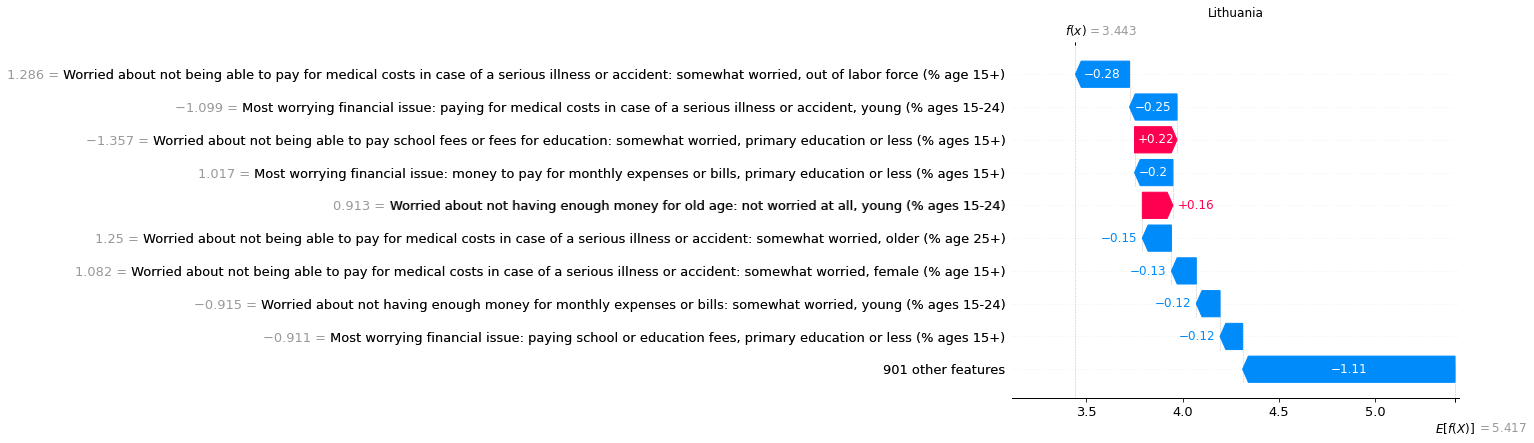 Lithuania
f(x) = 3.443
1.286 = Worried about not being able to pay for medical costs in case of a serious illness or accident: somewhat worried, out of labor force (% age 15+)
−0.28
−1.099 = Most worrying financial issue: paying for medical costs in case of a serious illness or accident, young (% ages 15-24)
−0.25
−1.357 = Worried about not being able to pay school fees or fees for education: somewhat worried, primary education or less (% ages 15+)
+0.22
1.017 = Most worrying financial issue: money to pay for monthly expenses or bills, primary education or less (% ages 15+)
−0.2
0.913 = Worried about not having enough money for old age: not worried at all, young (% ages 15-24)
+0.16
1.25 = Worried about not being able to pay for medical costs in case of a serious illness or accident: somewhat worried, older (% age 25+)
−0.15
1.082 = Worried about not being able to pay for medical costs in case of a serious illness or accident: somewhat worried, female (% age 15+)
−0.13
−0.915 = Worried about not having enough money for monthly expenses or bills: somewhat worried, young (% ages 15-24)
−0.12
−0.911 = Most worrying financial issue: paying school or education fees, primary education or less (% ages 15+)
−0.12
901 other features
−1.11
3.5 4.0 4.5 5.0
E[f(X)] = 5.417